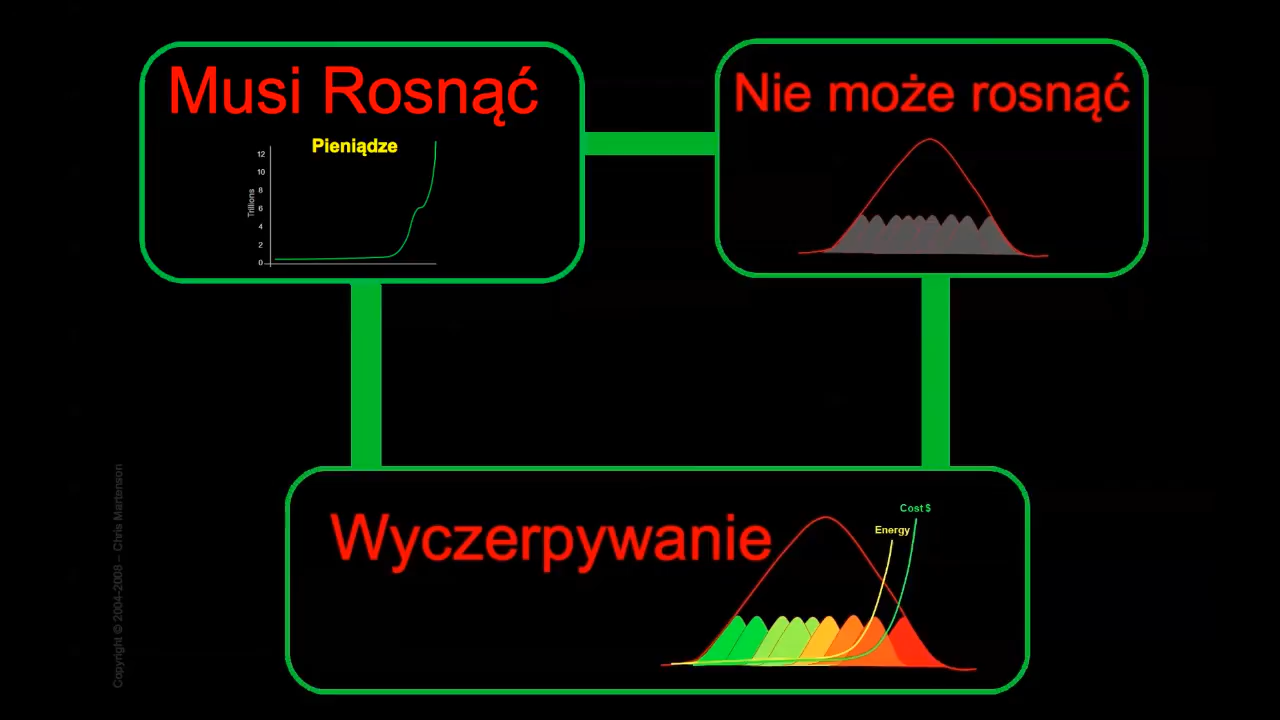 Musi Rosnąć
Pieniądze
12
10
8
6
4
2
0
Trillions
Nie może rosnąć
Wyczerpywanie
Cost $
Energy
Copyright © 2004-2008 – Chris Martenson